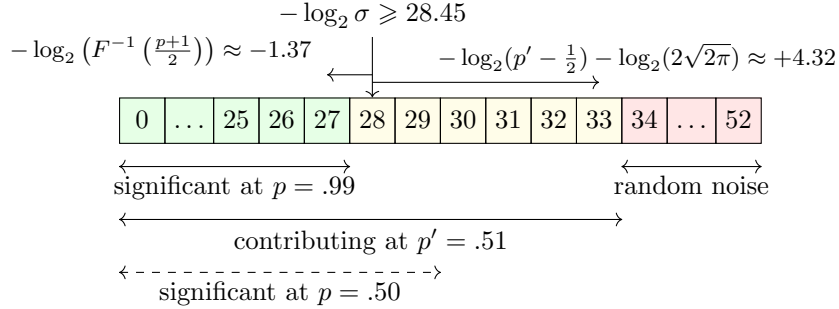 − log₂ σ ⩾ 28.45
− log₂ (F⁻¹ ((p+1)/2)) ≈ −1.37
− log₂(p′ − 1/2) − log₂(2√2π) ≈ +4.32
0 … 25 26 27 28 29 30 31 32 33 34 … 52
significant at p = .99
random noise
contributing at p′ = .51
significant at p = .50